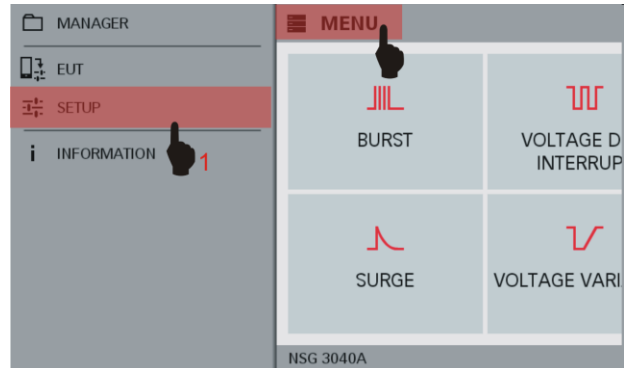 MANAGER
EUT
SETUP
i INFORMATION
1
MENU
BURST
VOLTAGE D
INTERRUP
SURGE
VOLTAGE VARI
NSG 3040A